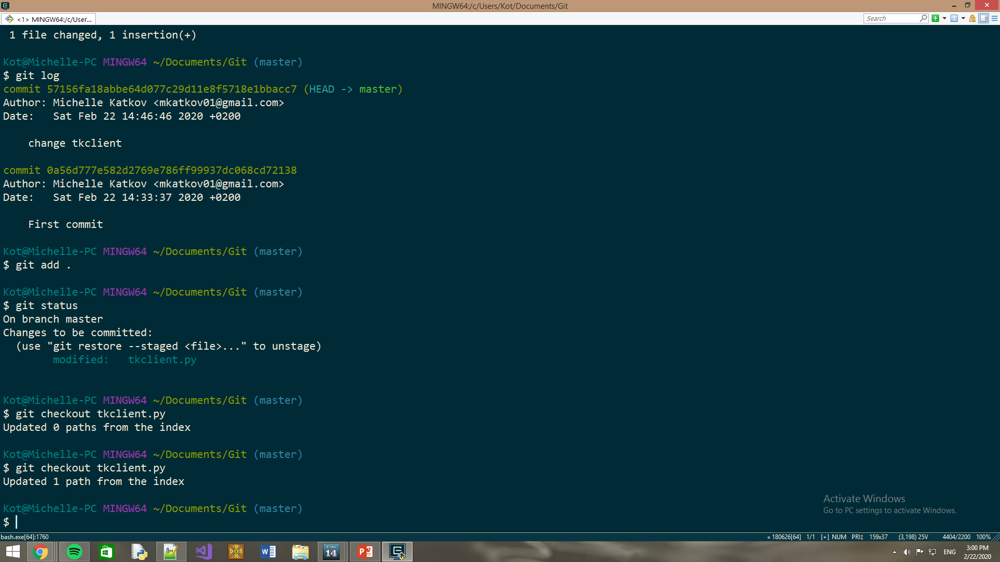 MINGW64:/c/Users/Kot/Documents/Git
<1> MINGW64:/c/User...
Search
1 file changed, 1 insertion(+)
Kot@Michelle-PC MINGW64 ~/Documents/Git (master)
$ git log
commit 57156fa18abbe64d077c29d11e8f5718e1bbacc7 (HEAD -> master)
Author: Michelle Katkov <mkatkov01@gmail.com>
Date:   Sat Feb 22 14:46:46 2020 +0200
change tkclient
commit 0a56d777e582d2769e786ff99937dc068cd72138
Author: Michelle Katkov <mkatkov01@gmail.com>
Date:   Sat Feb 22 14:33:37 2020 +0200
First commit
Kot@Michelle-PC MINGW64 ~/Documents/Git (master)
$ git add .
Kot@Michelle-PC MINGW64 ~/Documents/Git (master)
$ git status
On branch master
Changes to be committed:
(use "git restore --staged <file>..." to unstage)
modified:   tkclient.py
Kot@Michelle-PC MINGW64 ~/Documents/Git (master)
$ git checkout tkclient.py
Updated 0 paths from the index
Kot@Michelle-PC MINGW64 ~/Documents/Git (master)
$ git checkout tkclient.py
Updated 1 path from the index
Kot@Michelle-PC MINGW64 ~/Documents/Git (master)
$
Activate Windows
Go to PC settings to activate Windows.
bash.exe[64]:1760
« 180626[64] 1/1 [+] NUM PRI↕ 159x37 (3,198) 25V 4404/2200 100%
14
ENG
3:00 PM
2/22/2020